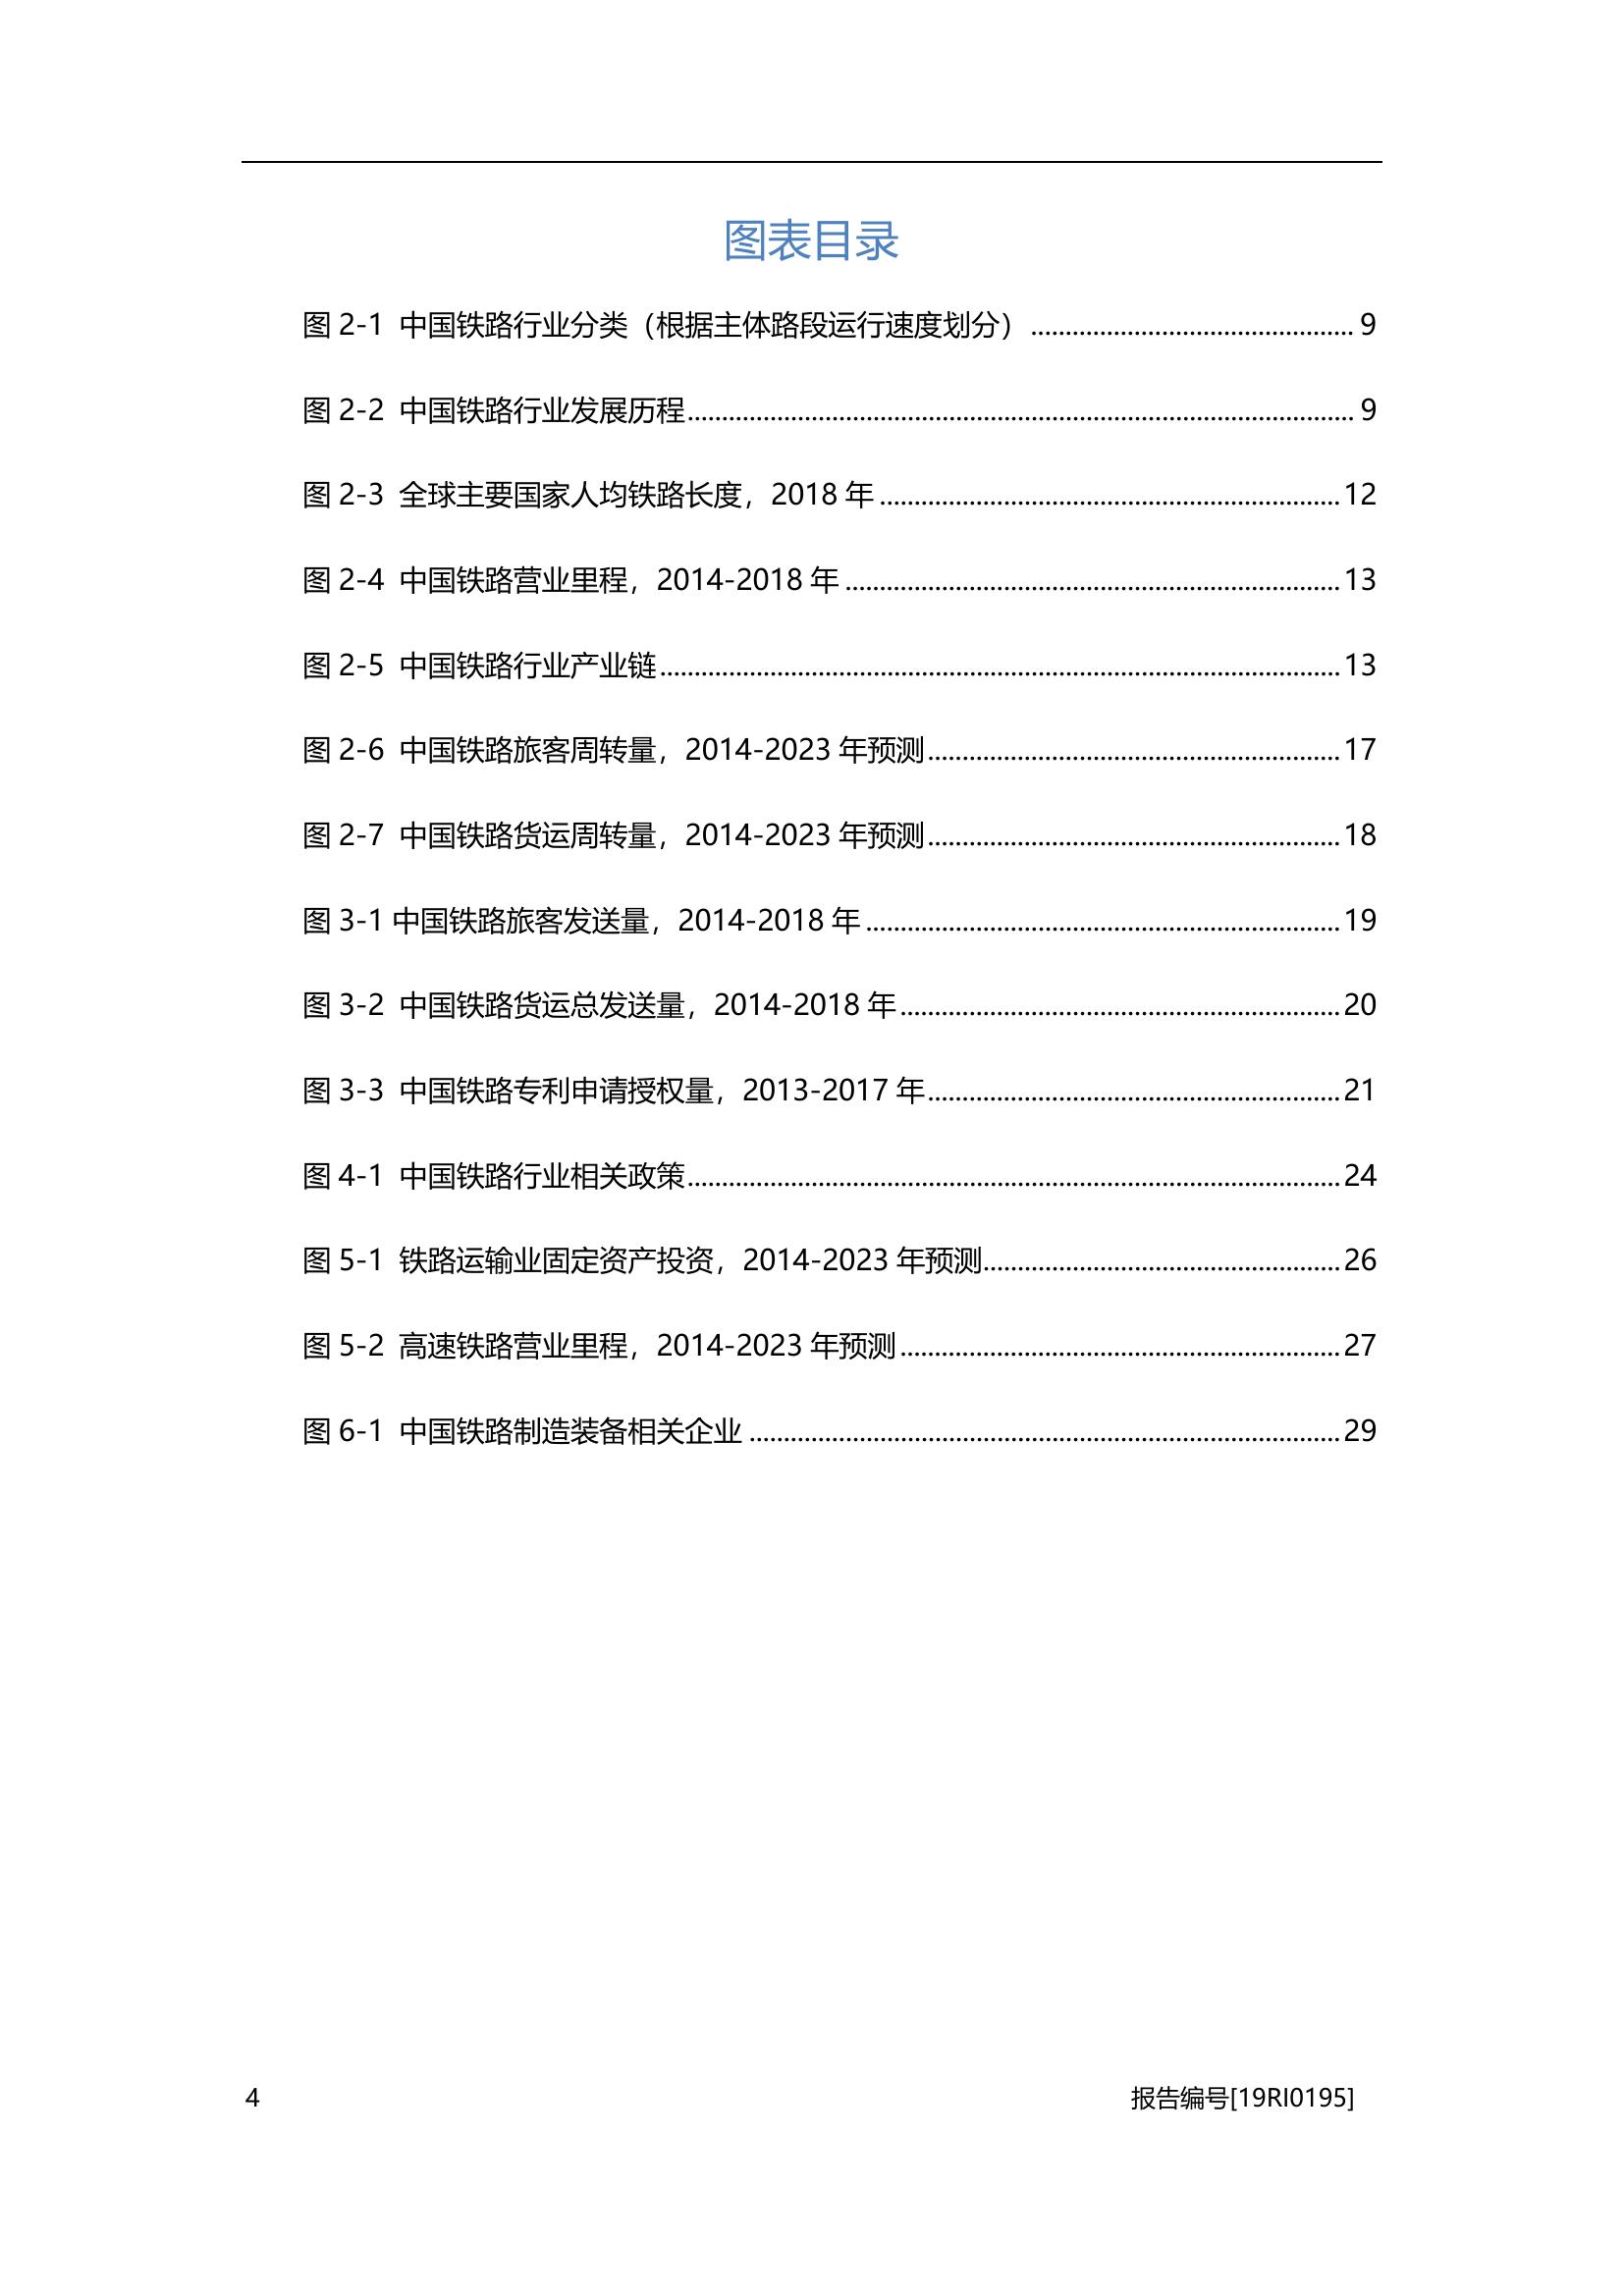 图表目录
图 2-1 中国铁路行业分类（根据主体路段运行速度划分） ............................................... 9
图 2-2 中国铁路行业发展历程................................................................................................. 9
图 2-3 全球主要国家人均铁路长度，2018 年 ................................................................... 12
图 2-4 中国铁路营业里程，2014-2018 年 ........................................................................ 13
图 2-5 中国铁路行业产业链................................................................................................... 13
图 2-6 中国铁路旅客周转量，2014-2023 年预测............................................................ 17
图 2-7 中国铁路货运周转量，2014-2023 年预测............................................................ 18
图 3-1 中国铁路旅客发送量，2014-2018 年 ..................................................................... 19
图 3-2 中国铁路货运总发送量，2014-2018 年................................................................ 20
图 3-3 中国铁路专利申请授权量，2013-2017 年............................................................ 21
图 4-1 中国铁路行业相关政策............................................................................................... 24
图 5-1 铁路运输业固定资产投资，2014-2023 年预测.................................................... 26
图 5-2 高速铁路营业里程，2014-2023 年预测................................................................ 27
图 6-1 中国铁路制造装备相关企业 ...................................................................................... 29
4 报告编号[19RI0195]